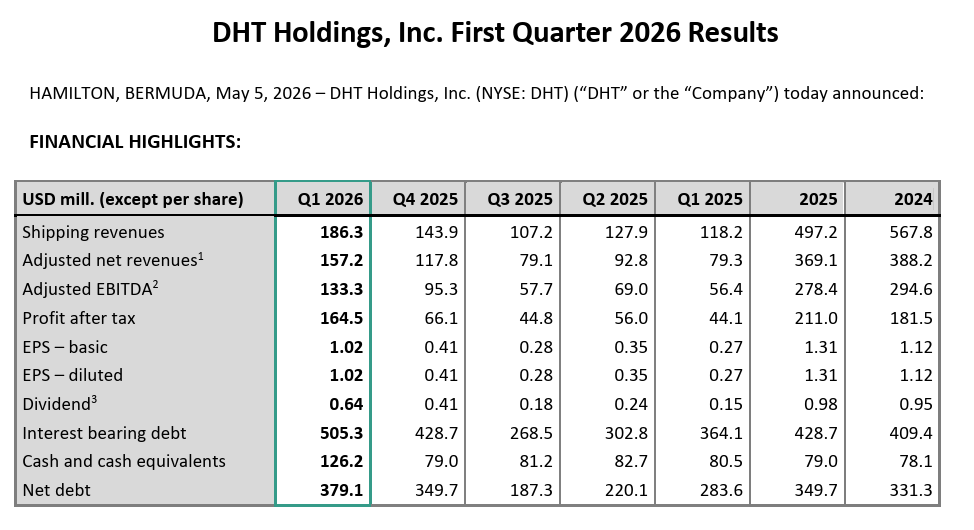 DHT Holdings, Inc. First Quarter 2026 Results
HAMILTON, BERMUDA, May 5, 2026 – DHT Holdings, Inc. (NYSE: DHT) (“DHT” or the “Company”) today announced:
FINANCIAL HIGHLIGHTS:
USD mill. (except per share) Q1 2026 Q4 2025 Q3 2025 Q2 2025 Q1 2025 2025 2024
Shipping revenues 186.3 143.9 107.2 127.9 118.2 497.2 567.8
Adjusted net revenues¹ 157.2 117.8 79.1 92.8 79.3 369.1 388.2
Adjusted EBITDA² 133.3 95.3 57.7 69.0 56.4 278.4 294.6
Profit after tax 164.5 66.1 44.8 56.0 44.1 211.0 181.5
EPS – basic 1.02 0.41 0.28 0.35 0.27 1.31 1.12
EPS – diluted 1.02 0.41 0.28 0.35 0.27 1.31 1.12
Dividend³ 0.64 0.41 0.18 0.24 0.15 0.98 0.95
Interest bearing debt 505.3 428.7 268.5 302.8 364.1 428.7 409.4
Cash and cash equivalents 126.2 79.0 81.2 82.7 80.5 79.0 78.1
Net debt 379.1 349.7 187.3 220.1 283.6 349.7 331.3